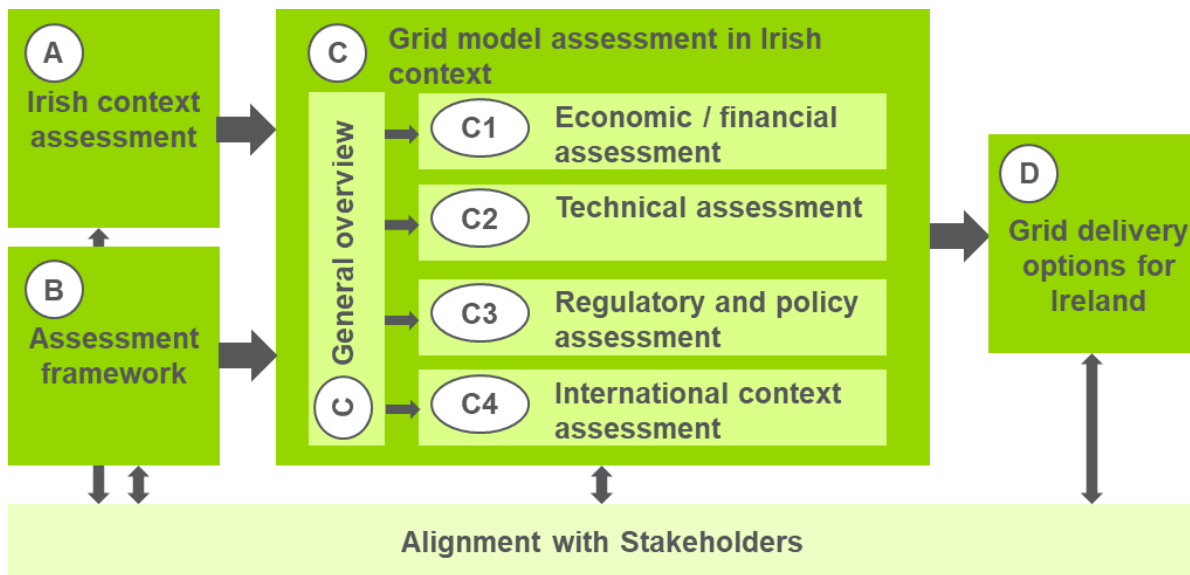 A
Irish context
assessment
B
Assessment
framework
C
Grid model assessment in Irish
context
General overview
C
C1
Economic / financial
assessment
C2
Technical assessment
C3
Regulatory and policy
assessment
C4
International context
assessment
D
Grid delivery
options for
Ireland
Alignment with Stakeholders